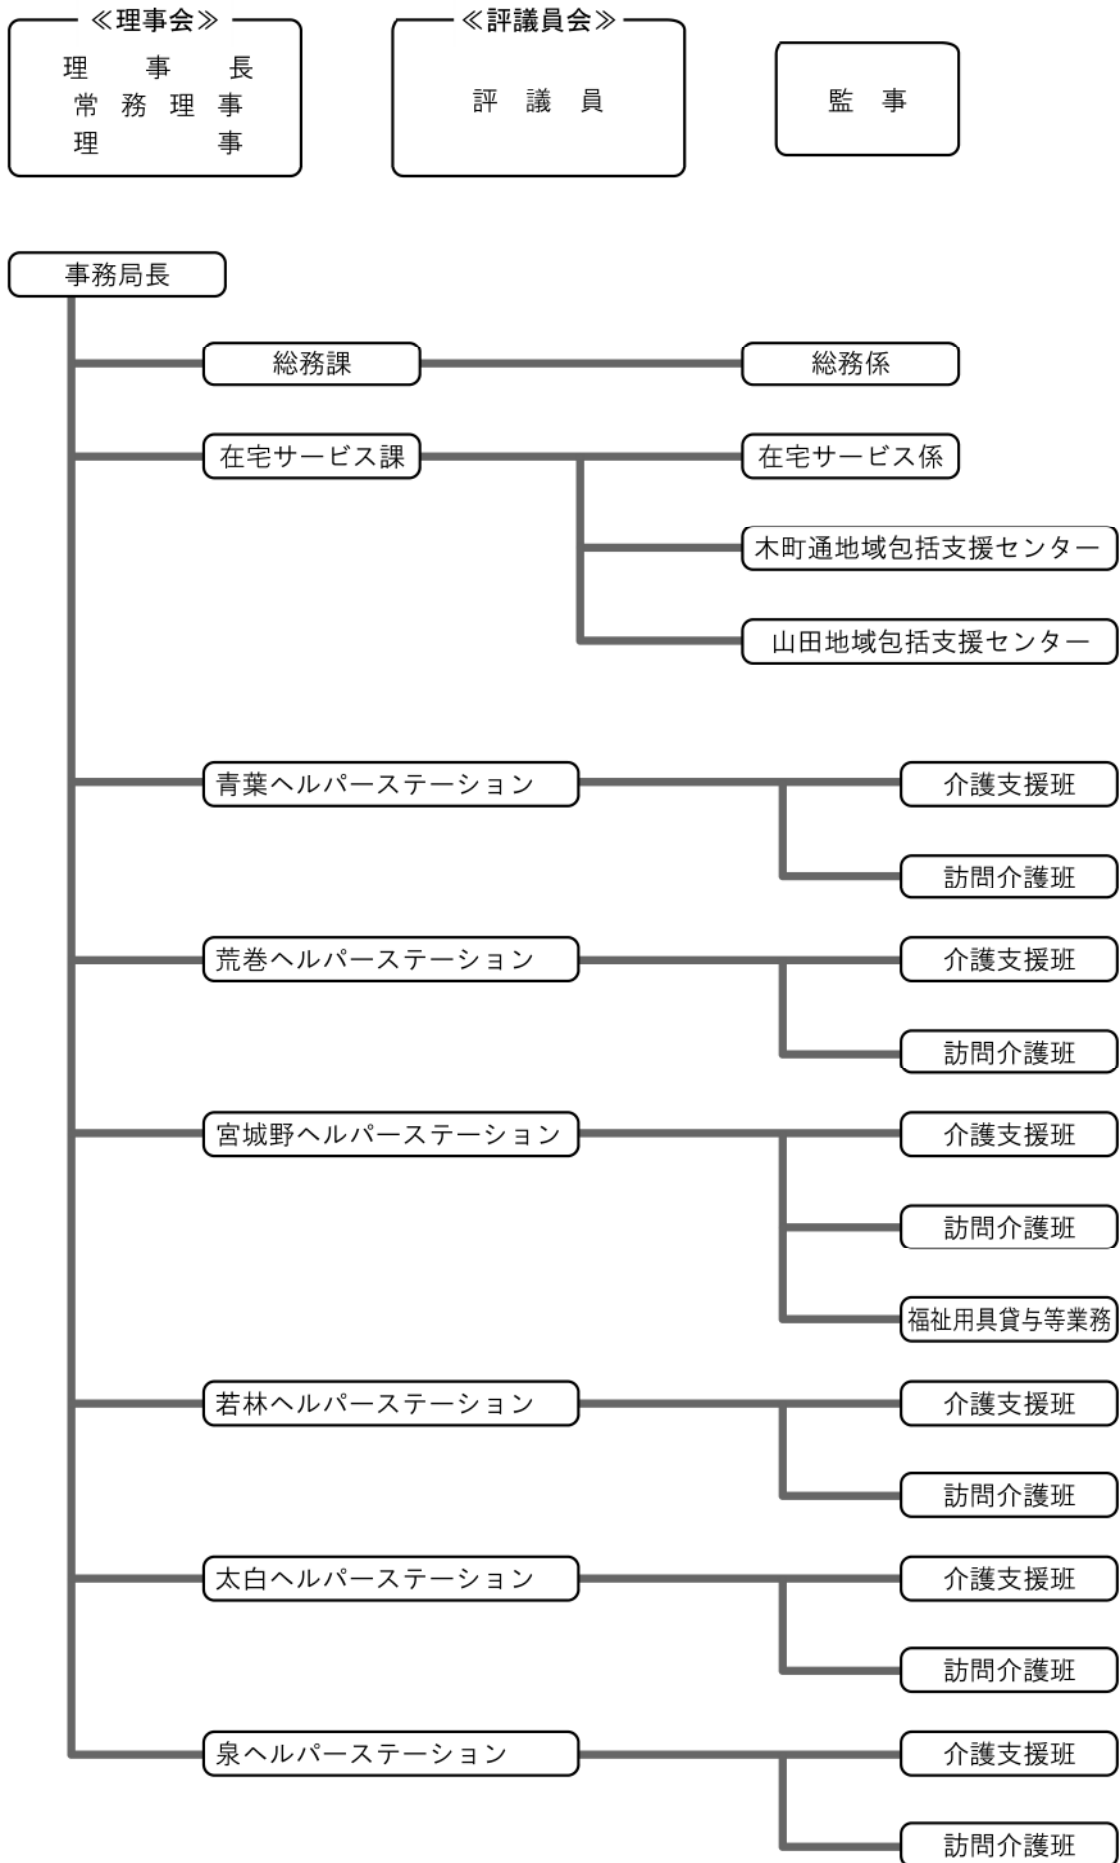 ≪理事会≫
理事長
常務理事
理事
≪評議員会≫
評議員
監事
事務局長
総務課
総務係
在宅サービス課
在宅サービス係
木町通地域包括支援センター
山田地域包括支援センター
青葉ヘルパーステーション
介護支援班
訪問介護班
荒巻ヘルパーステーション
介護支援班
訪問介護班
宮城野ヘルパーステーション
介護支援班
訪問介護班
福祉用具貸与等業務
若林ヘルパーステーション
介護支援班
訪問介護班
太白ヘルパーステーション
介護支援班
訪問介護班
泉ヘルパーステーション
介護支援班
訪問介護班